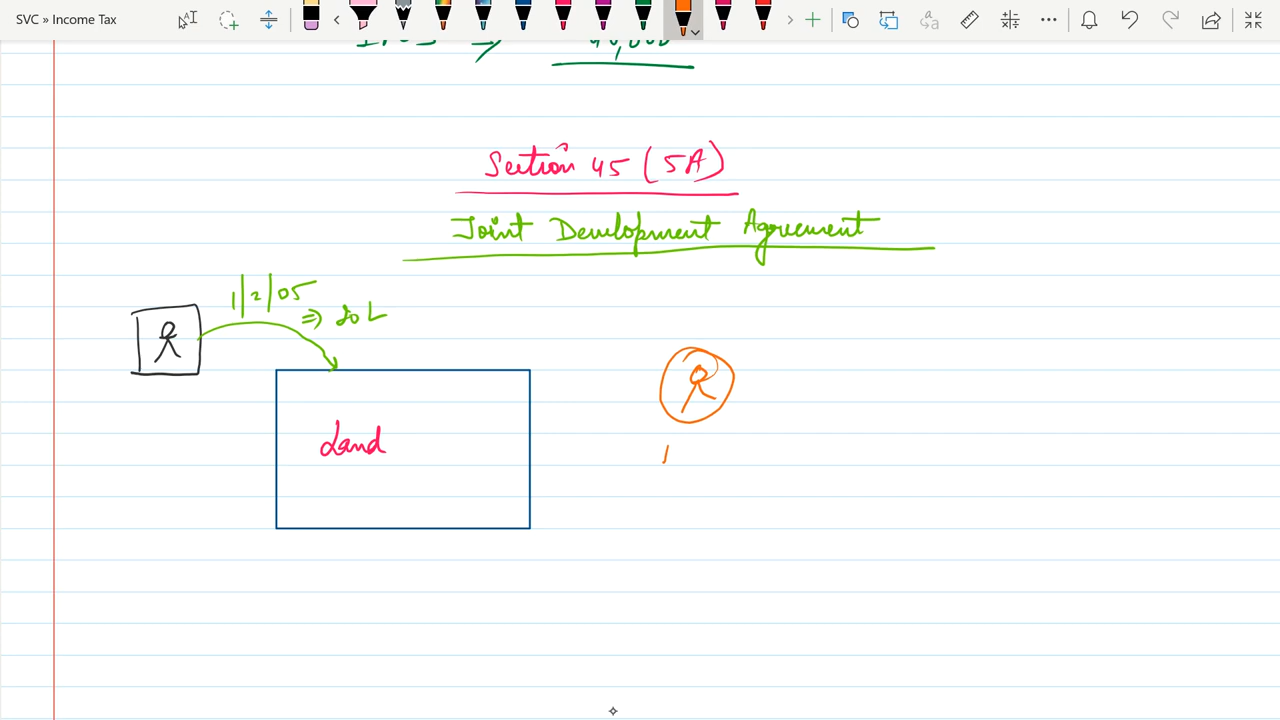 SVC » Income Tax
Section 45 (5A)
Joint Development Agreement
1/2/05
⇒ 20 L
Land